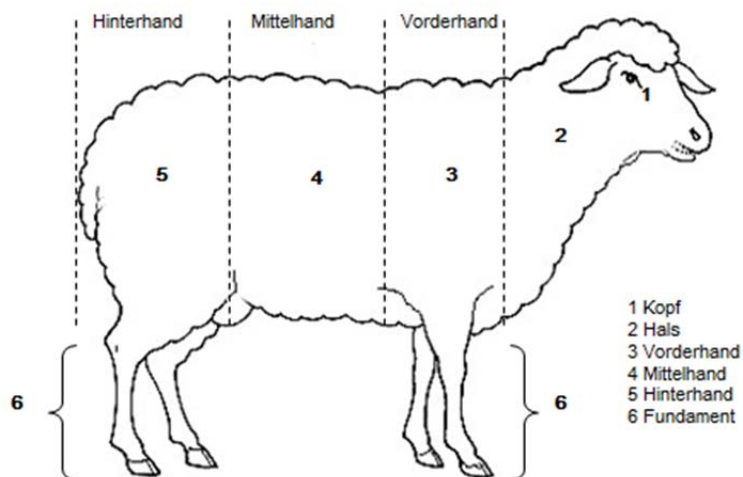 Hinterhand Mittelhand Vorderhand
1
2
5 4 3
1 Kopf
2 Hals
3 Vorderhand
4 Mittelhand
5 Hinterhand
6 Fundament
6 6